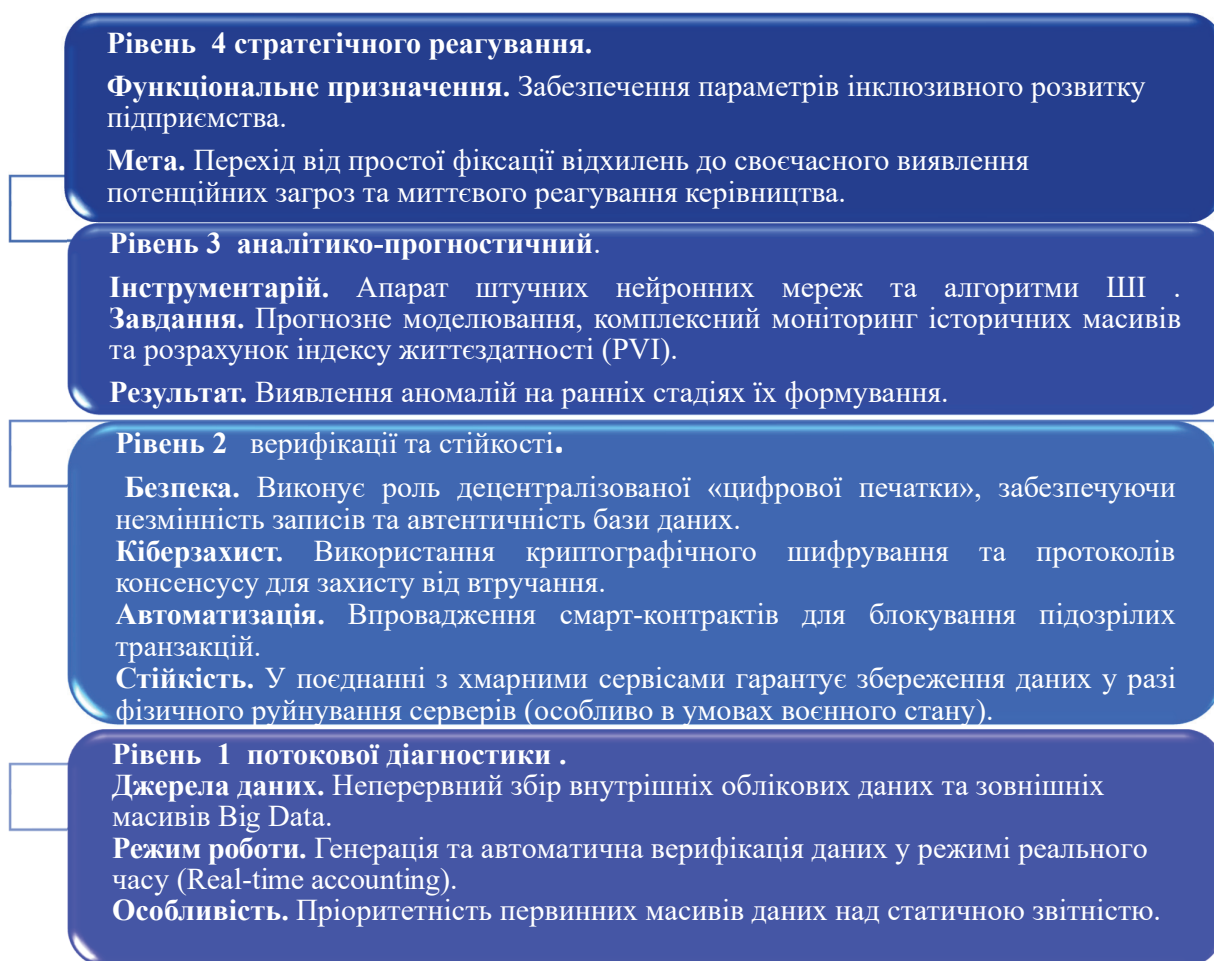 Рівень 4 стратегічного реагування.
Функціональне призначення. Забезпечення параметрів інклюзивного розвитку
підприємства.
Мета. Перехід від простої фіксації відхилень до своєчасного виявлення
потенційних загроз та миттєвого реагування керівництва.
Рівень 3 аналітико-прогностичний.
Інструментарій. Апарат штучних нейронних мереж та алгоритми ШІ .
Завдання. Прогнозне моделювання, комплексний моніторинг історичних масивів
та розрахунок індексу життєздатності (PVI).
Результат. Виявлення аномалій на ранніх стадіях їх формування.
Рівень 2 верифікації та стійкості.
Безпека. Виконує роль децентралізованої «цифрової печатки», забезпечуючи
незмінність записів та автентичність бази даних.
Кіберзахист. Використання криптографічного шифрування та протоколів
консенсусу для захисту від втручання.
Автоматизація. Впровадження смарт-контрактів для блокування підозрілих
транзакцій.
Стійкість. У поєднанні з хмарними сервісами гарантує збереження даних у разі
фізичного руйнування серверів (особливо в умовах воєнного стану).
Рівень 1 потокової діагностики .
Джерела даних. Неперервний збір внутрішніх облікових даних та зовнішніх
масивів Big Data.
Режим роботи. Генерація та автоматична верифікація даних у режимі реального
часу (Real-time accounting).
Особливість. Пріоритетність первинних масивів даних над статичною звітністю.